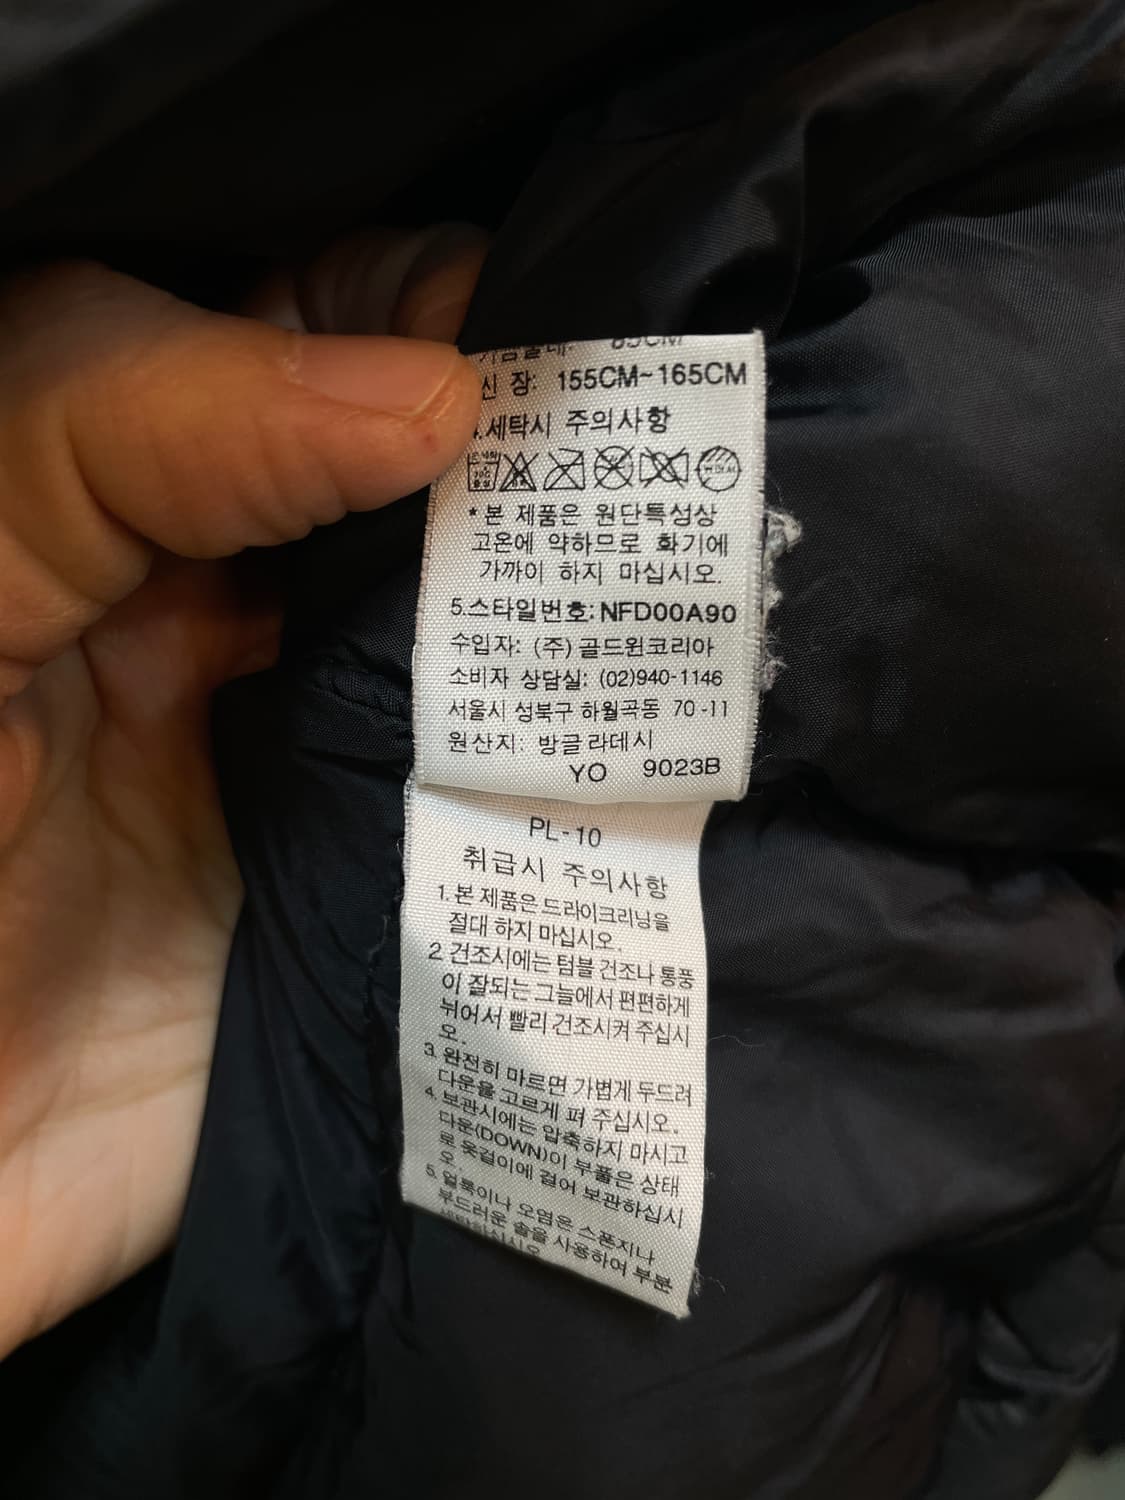 가슴둘레: 85CM
신 장: 155CM~165CM
4.세탁시 주의사항
*본 제품은 원단특성상
고온에 약하므로 화기에
가까이 하지 마십시오.
5.스타일번호:NFD00A90
수입자: (주)골드윈코리아
소비자 상담실: (02)940-1146
서울시 성북구 하월곡동 70-11
원산지: 방글라데시
YO 9023B
PL-10
취급시 주의사항
1.본 제품은 드라이크리닝을
절대 하지 마십시오.
2 건조시에는 텀블 건조나 통풍
이 잘되는 그늘에서 편편하게
뉘어서 빨리 건조시켜 주십시
오.
3. 완전히 마르면 가볍게 두드려
다운을 고르게 펴 주십시오.
4. 보관시에는 압축하지 마시고
다운(DOWN)이 부풀은 상태
로 옷걸이에 걸어 보관하십시
오.
5. 얼룩이나 오염은 스폰지나
부드러운 솔을 사용하여 부분
세탁하십시오.